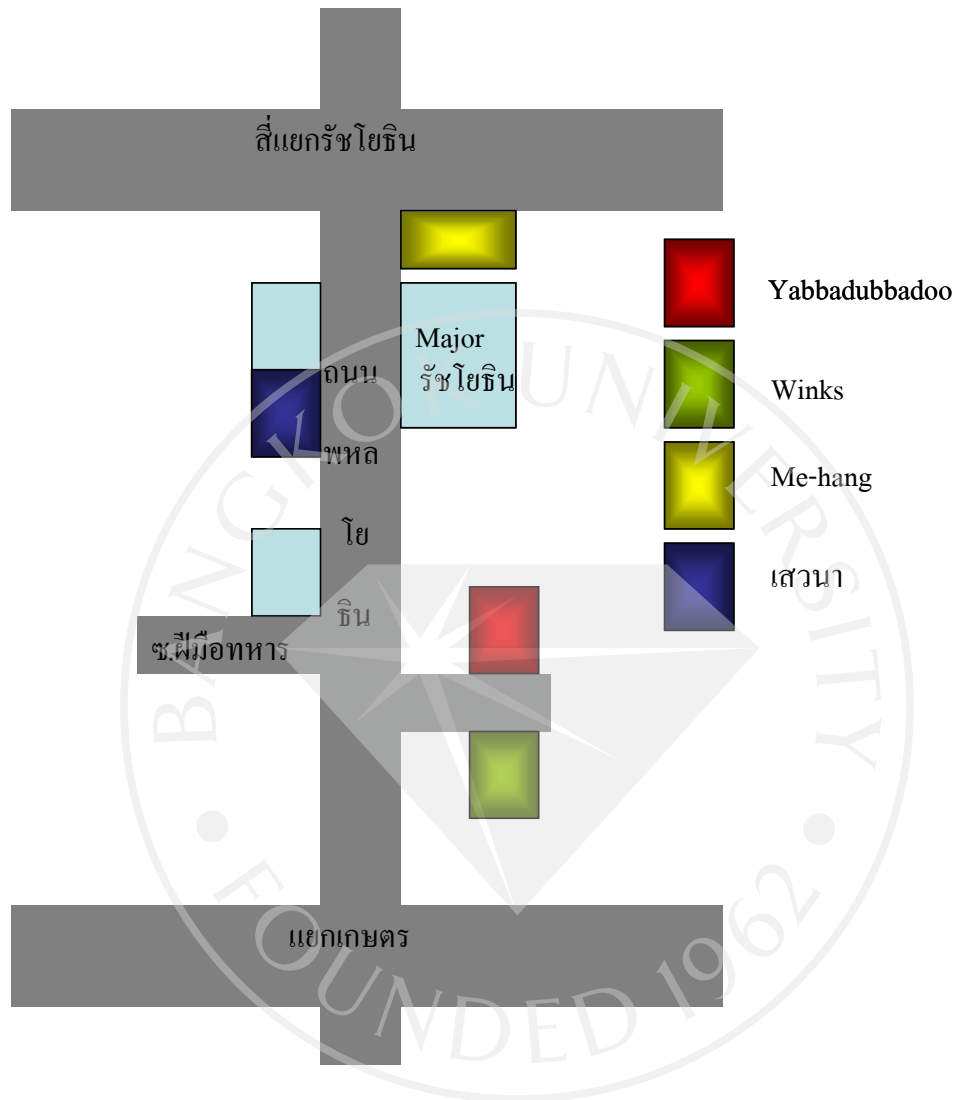 สี่แยกรัชโยธิน
Major
รัชโยธิน
ถนน
พหล
โย
ธิน
ซ.ฝีมือทหาร
แยกเกษตร
Yabbadubbadoo
Winks
Me-hang
เสวนา
BANGKOK UNIVERSITY
FOUNDED 1962